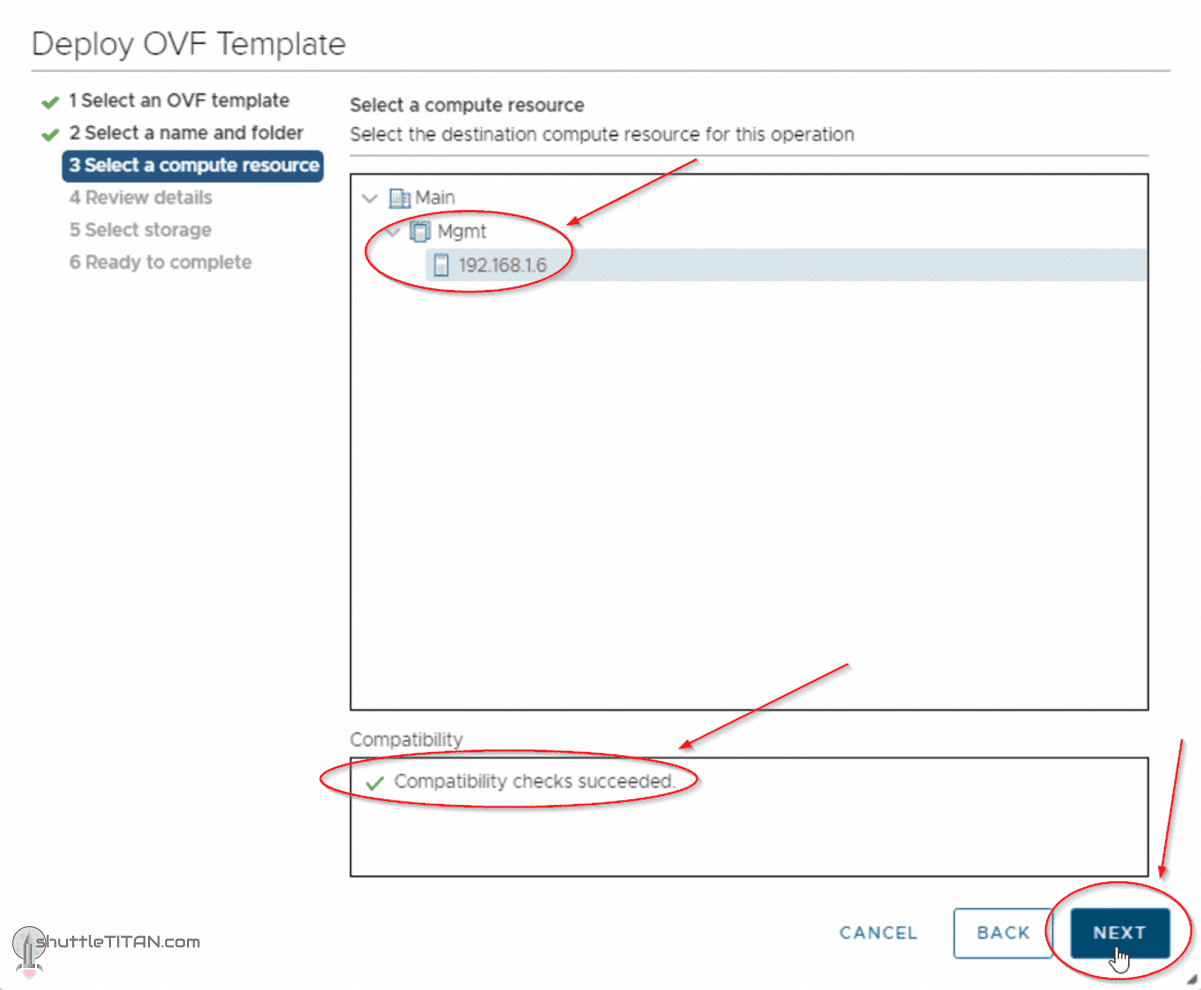 Deploy OVF Template
1 Select an OVF template
2 Select a name and folder
3 Select a compute resource
4 Review details
5 Select storage
6 Ready to complete
Select a compute resource
Select the destination compute resource for this operation
Main
Mgmt
192.168.1.6
Compatibility
Compatibility checks succeeded.
CANCEL
BACK
NEXT
shuttleTITAN.com